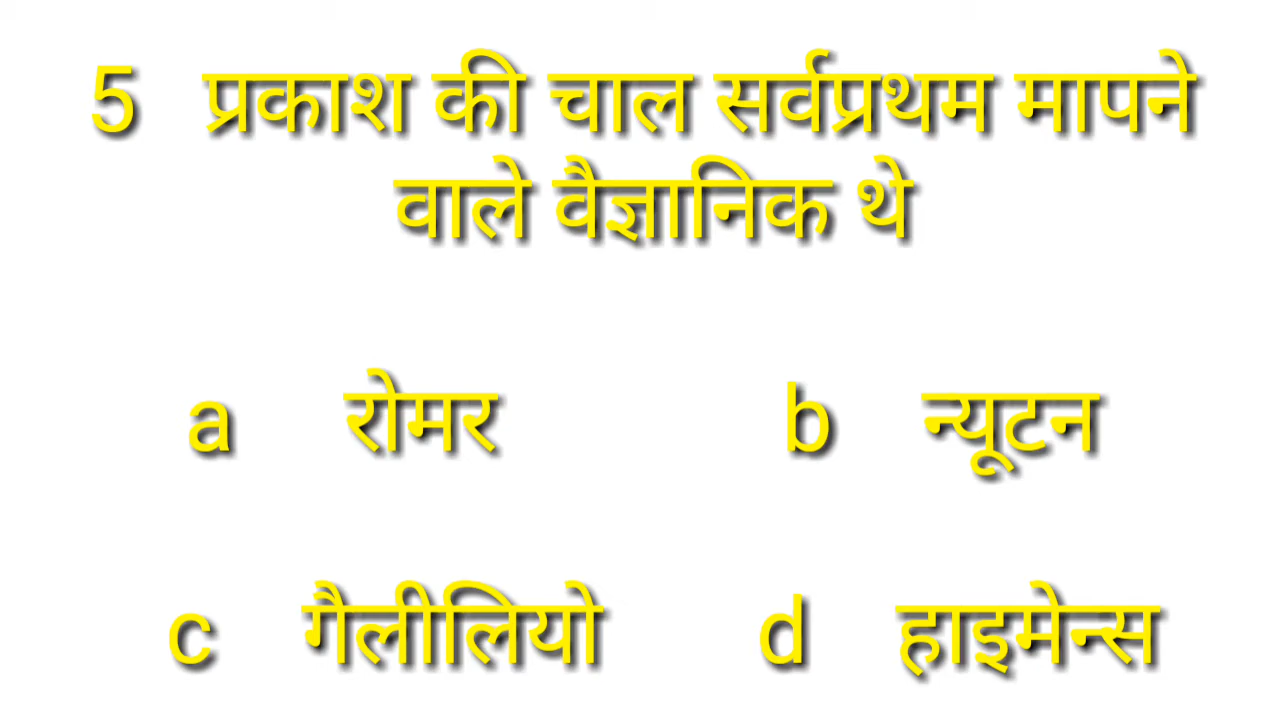 5 प्रकाश की चाल सर्वप्रथम मापने
वाले वैज्ञानिक थे
a रोमर b न्यूटन
c गैलीलियो d हाइमेन्स